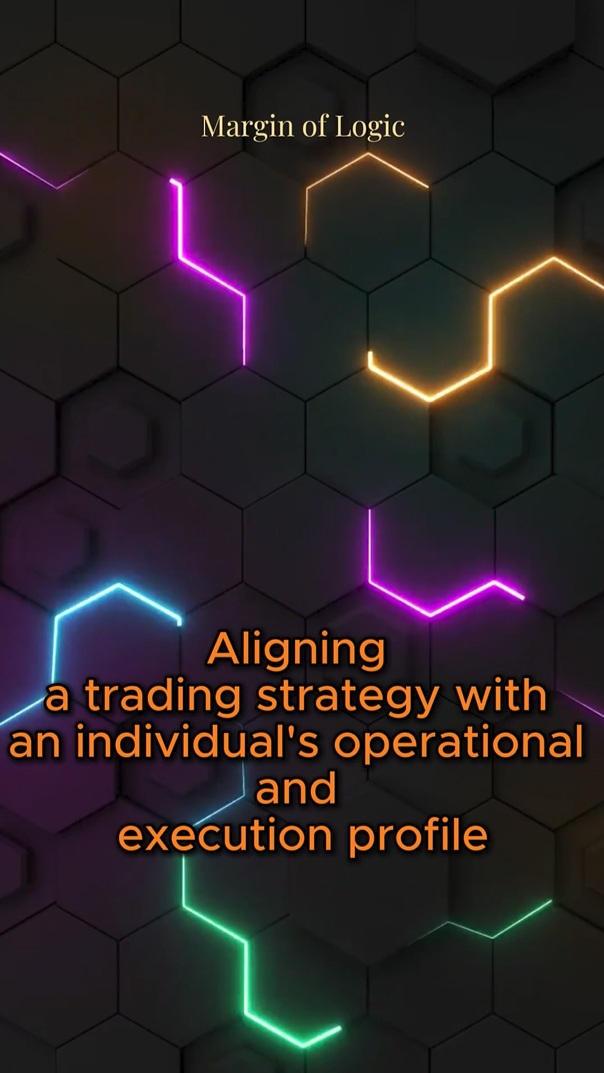 Margin of Logic
Aligning
a trading strategy with
an individual's operational
and
execution profile